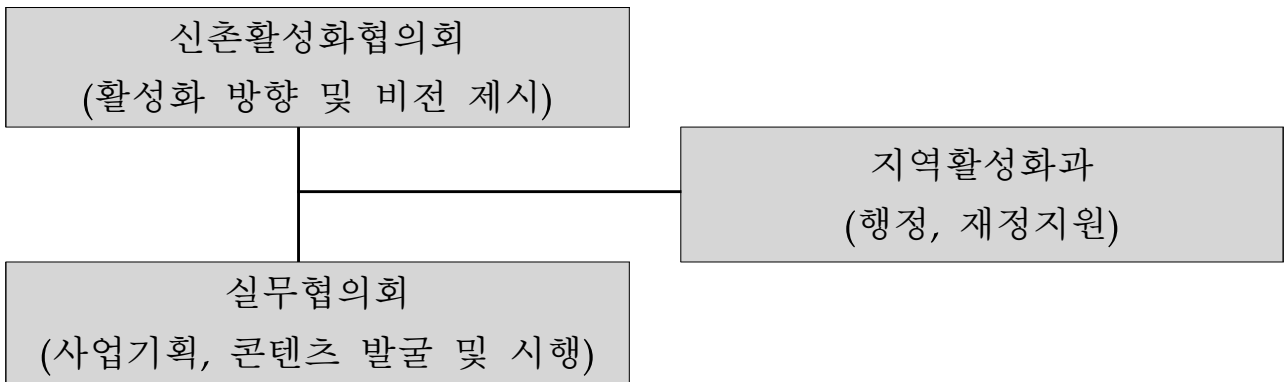 신촌활성화협의회
(활성화 방향 및 비전 제시)
지역활성화과
(행정, 재정지원)
실무협의회
(사업기획, 콘텐츠 발굴 및 시행)